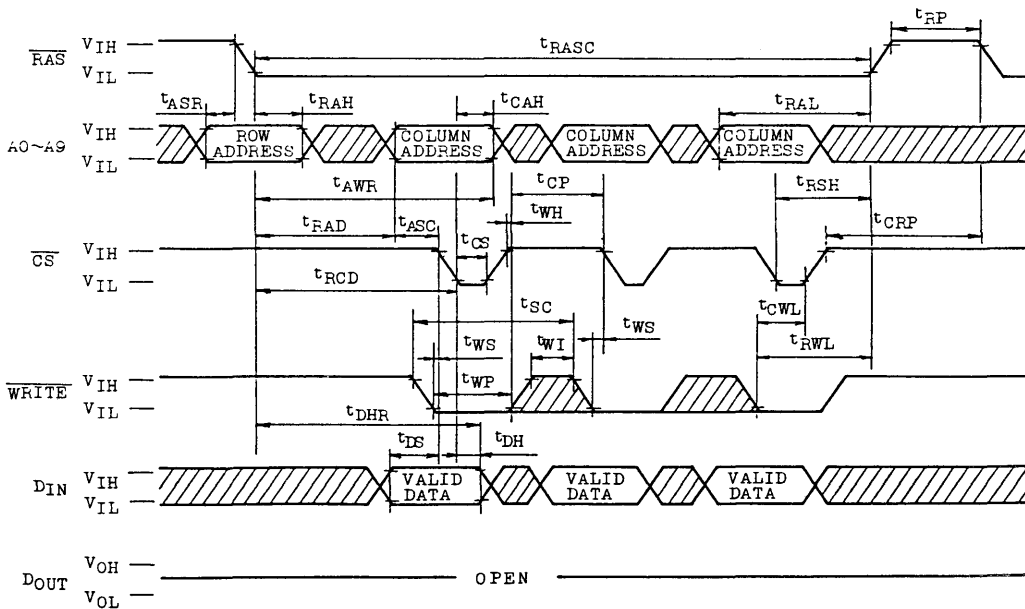 tRP
RAS VIH
VIL
tRASC
tASR tRAH tCAH tRAL
A0~A9 VIH
VIL
ROW ADDRESS
COLUMN ADDRESS
COLUMN ADDRESS
COLUMN ADDRESS
tAWR tCP tRSH
tWH
tRAD tASC tCS tCRP
CS VIH
VIL
tRCD
tSC tCWL
tWS tWI tWS tRWL
WRITE VIH
VIL
tWP
tDHR
tDS tDH
DIN VIH
VIL
VALID DATA
VALID DATA
VALID DATA
DOUT VOH
VOL
OPEN